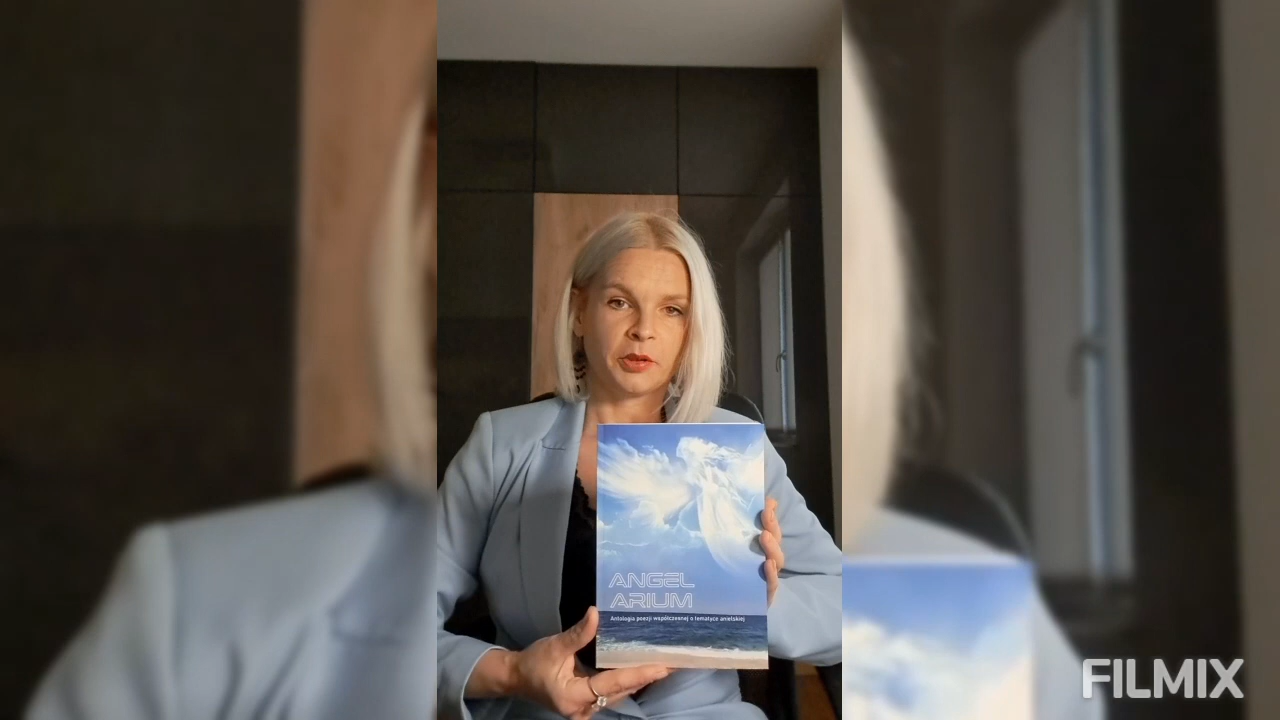 ANGEL
ARIUM
Antologia poezji współczesnej o tematyce anielskiej
FILMIX